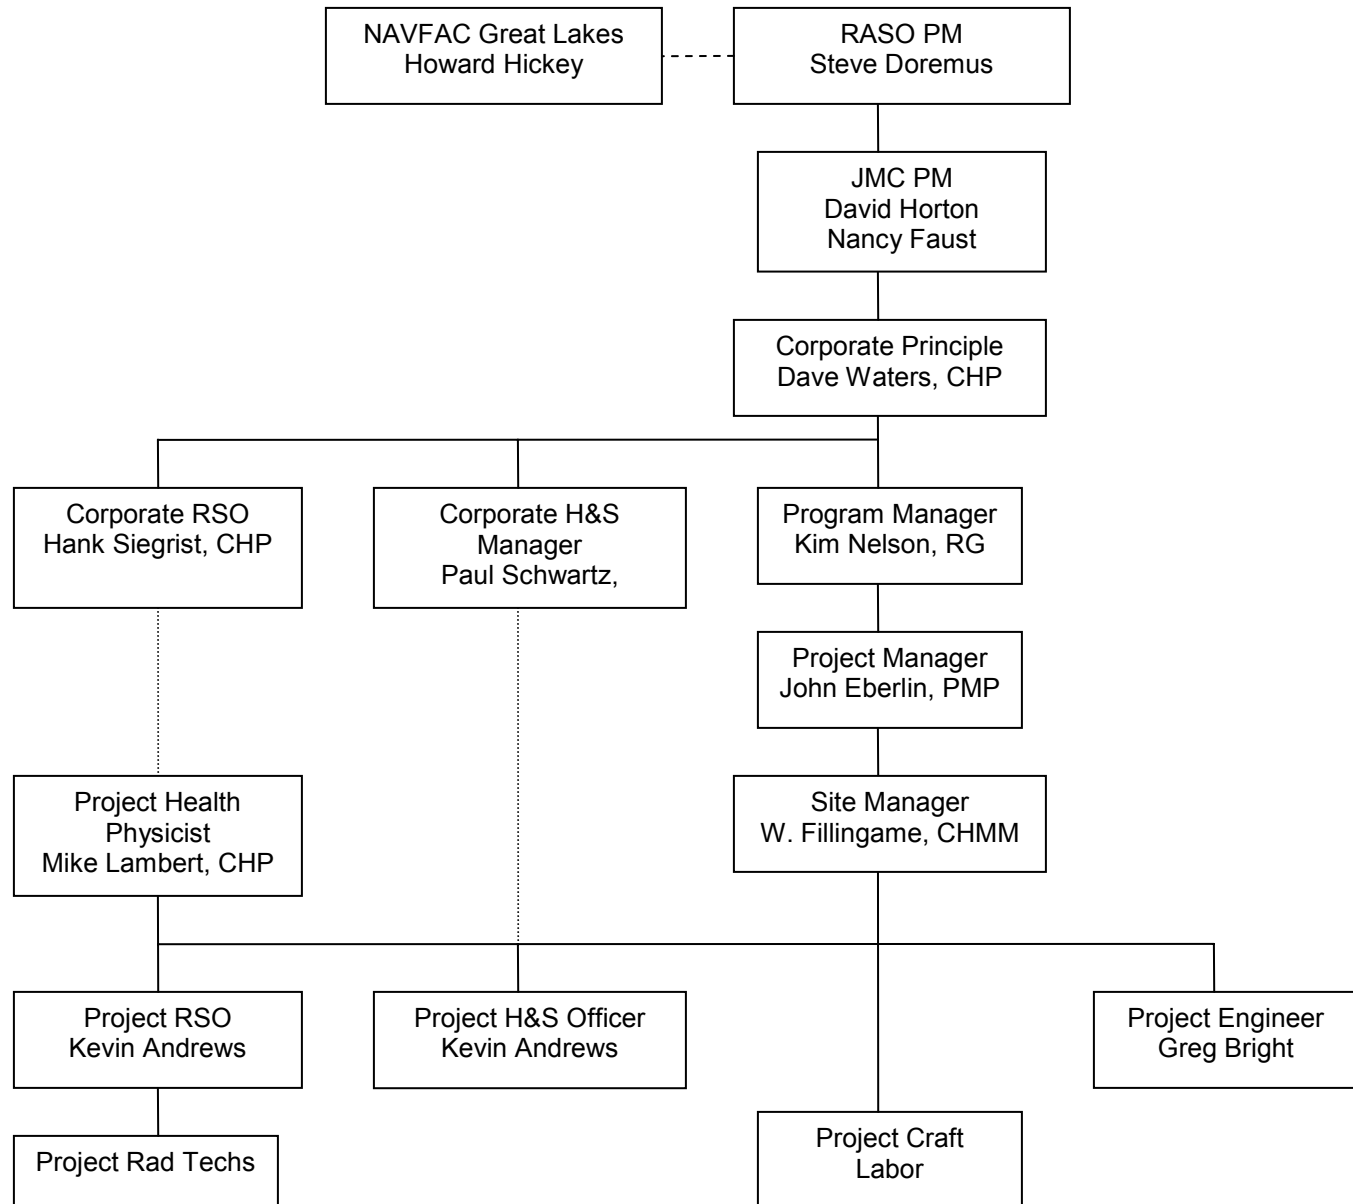 NAVFAC Great Lakes
Howard Hickey
RASO PM
Steve Doremus
JMC PM
David Horton
Nancy Faust
Corporate Principle
Dave Waters, CHP
Corporate RSO
Hank Siegrist, CHP
Corporate H&S
Manager
Paul Schwartz,
Program Manager
Kim Nelson, RG
Project Manager
John Eberlin, PMP
Project Health
Physicist
Mike Lambert, CHP
Site Manager
W. Fillingame, CHMM
Project RSO
Kevin Andrews
Project H&S Officer
Kevin Andrews
Project Engineer
Greg Bright
Project Rad Techs
Project Craft
Labor